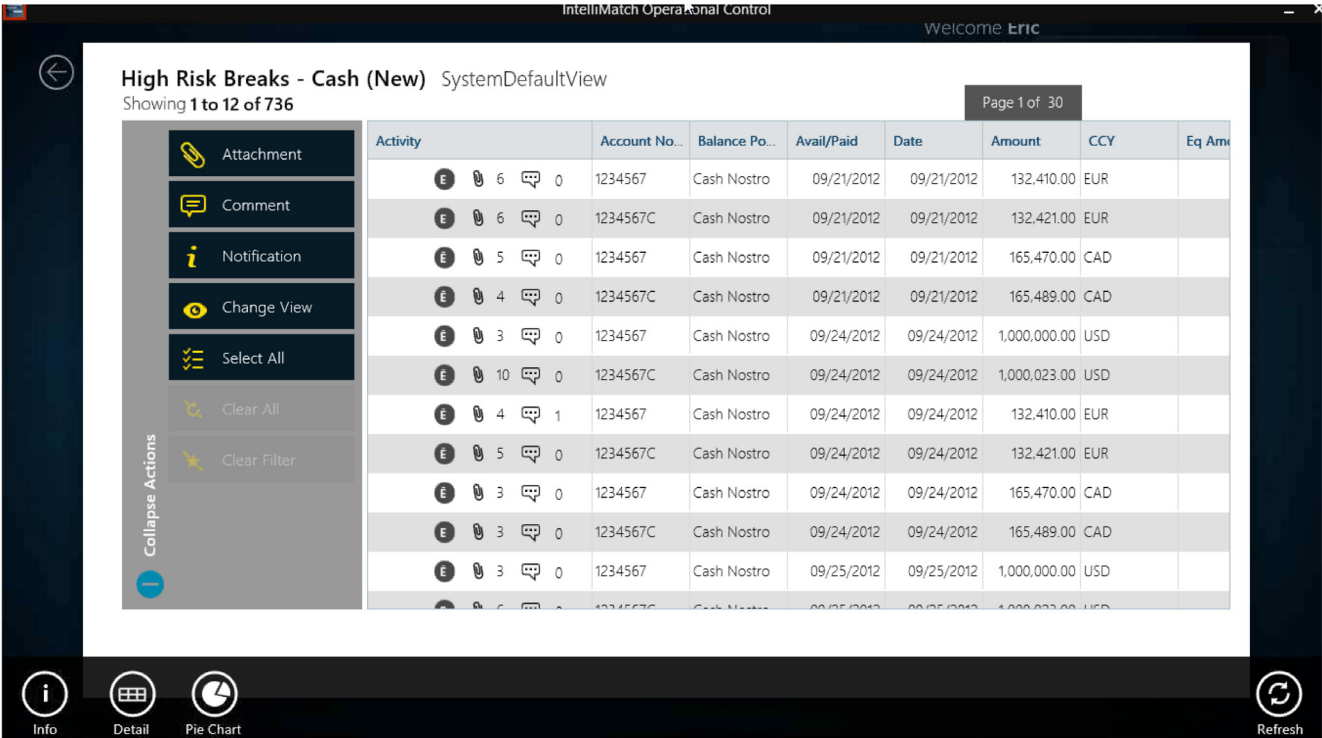 IntelliMatch Operational Control
Welcome Eric
High Risk Breaks - Cash (New) SystemDefaultView
Showing 1 to 12 of 736
Page 1 of 30
Attachment
Comment
Notification
Change View
Select All
Clear All
Clear Filter
Collapse Actions
Activity Account No... Balance Po... Avail/Paid Date Amount CCY Eq Am
E 6 0 1234567 Cash Nostro 09/21/2012 09/21/2012 132,410.00 EUR
E 6 0 1234567C Cash Nostro 09/21/2012 09/21/2012 132,421.00 EUR
E 5 0 1234567 Cash Nostro 09/21/2012 09/21/2012 165,470.00 CAD
E 4 0 1234567C Cash Nostro 09/21/2012 09/21/2012 165,489.00 CAD
E 3 0 1234567 Cash Nostro 09/24/2012 09/24/2012 1,000,000.00 USD
E 10 0 1234567C Cash Nostro 09/24/2012 09/24/2012 1,000,023.00 USD
E 4 1 1234567 Cash Nostro 09/24/2012 09/24/2012 132,410.00 EUR
E 5 0 1234567C Cash Nostro 09/24/2012 09/24/2012 132,421.00 EUR
E 3 0 1234567 Cash Nostro 09/24/2012 09/24/2012 165,470.00 CAD
E 3 0 1234567C Cash Nostro 09/24/2012 09/24/2012 165,489.00 CAD
E 3 0 1234567 Cash Nostro 09/25/2012 09/25/2012 1,000,000.00 USD
Info Detail Pie Chart Refresh